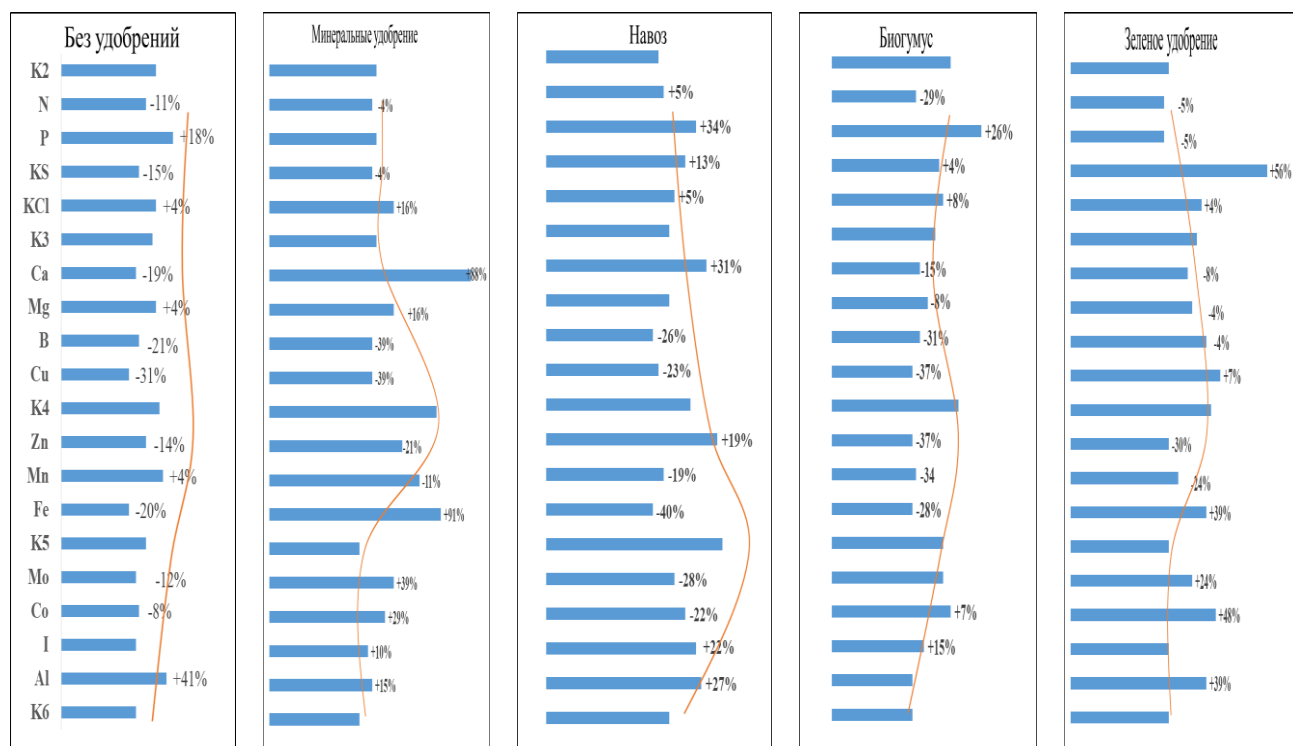 Без удобрений
K2
N -11%
P +18%
KS -15%
KCl +4%
K3
Ca -19%
Mg +4%
B -21%
Cu -31%
K4
Zn -14%
Mn +4%
Fe -20%
K5
Mo -12%
Co -8%
I
Al +41%
K6
Минеральные удобрение
-4%
-4%
+16%
+88%
+16%
-39%
-39%
-21%
-11%
+91%
+39%
+29%
+10%
+15%
Навоз
+5%
+34%
+13%
+5%
+31%
-26%
-23%
+19%
-19%
-40%
-28%
-22%
+22%
+27%
Биогумус
-29%
+26%
+4%
+8%
-15%
-8%
-31%
-37%
-37%
-34
-28%
+7%
+15%
Зеленое удобрение
-5%
-5%
+56%
+4%
-8%
-4%
-4%
+7%
-30%
-24%
+39%
+24%
+48%
+39%